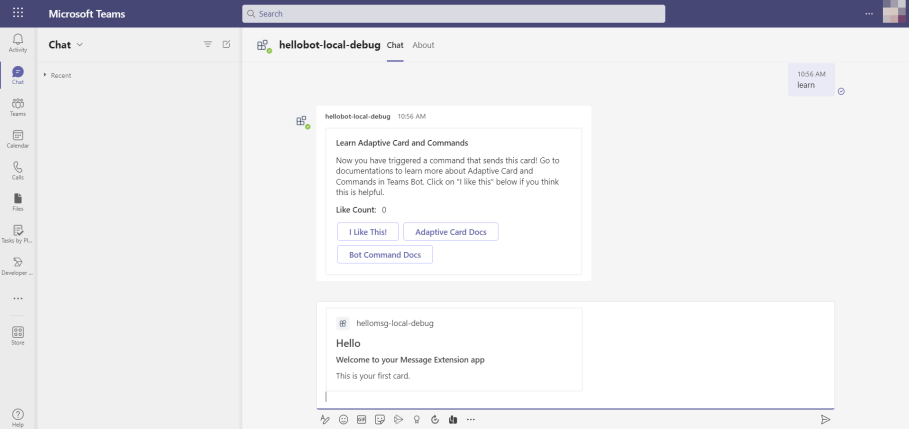 Microsoft Teams
Search
Activity
Chat
Teams
Calendar
Calls
Files
Tasks by Pl...
Developer ...
Store
Help
Chat
Recent
hellobot-local-debug Chat About
10:56 AM
learn
hellobot-local-debug 10:56 AM
Learn Adaptive Card and Commands
Now you have triggered a command that sends this card! Go to
documentations to learn more about Adaptive Card and
Commands in Teams Bot. Click on "I like this" below if you think
this is helpful.
Like Count: 0
I Like This! Adaptive Card Docs
Bot Command Docs
hellomsg-local-debug
Hello
Welcome to your Message Extension app
This is your first card.
GIF